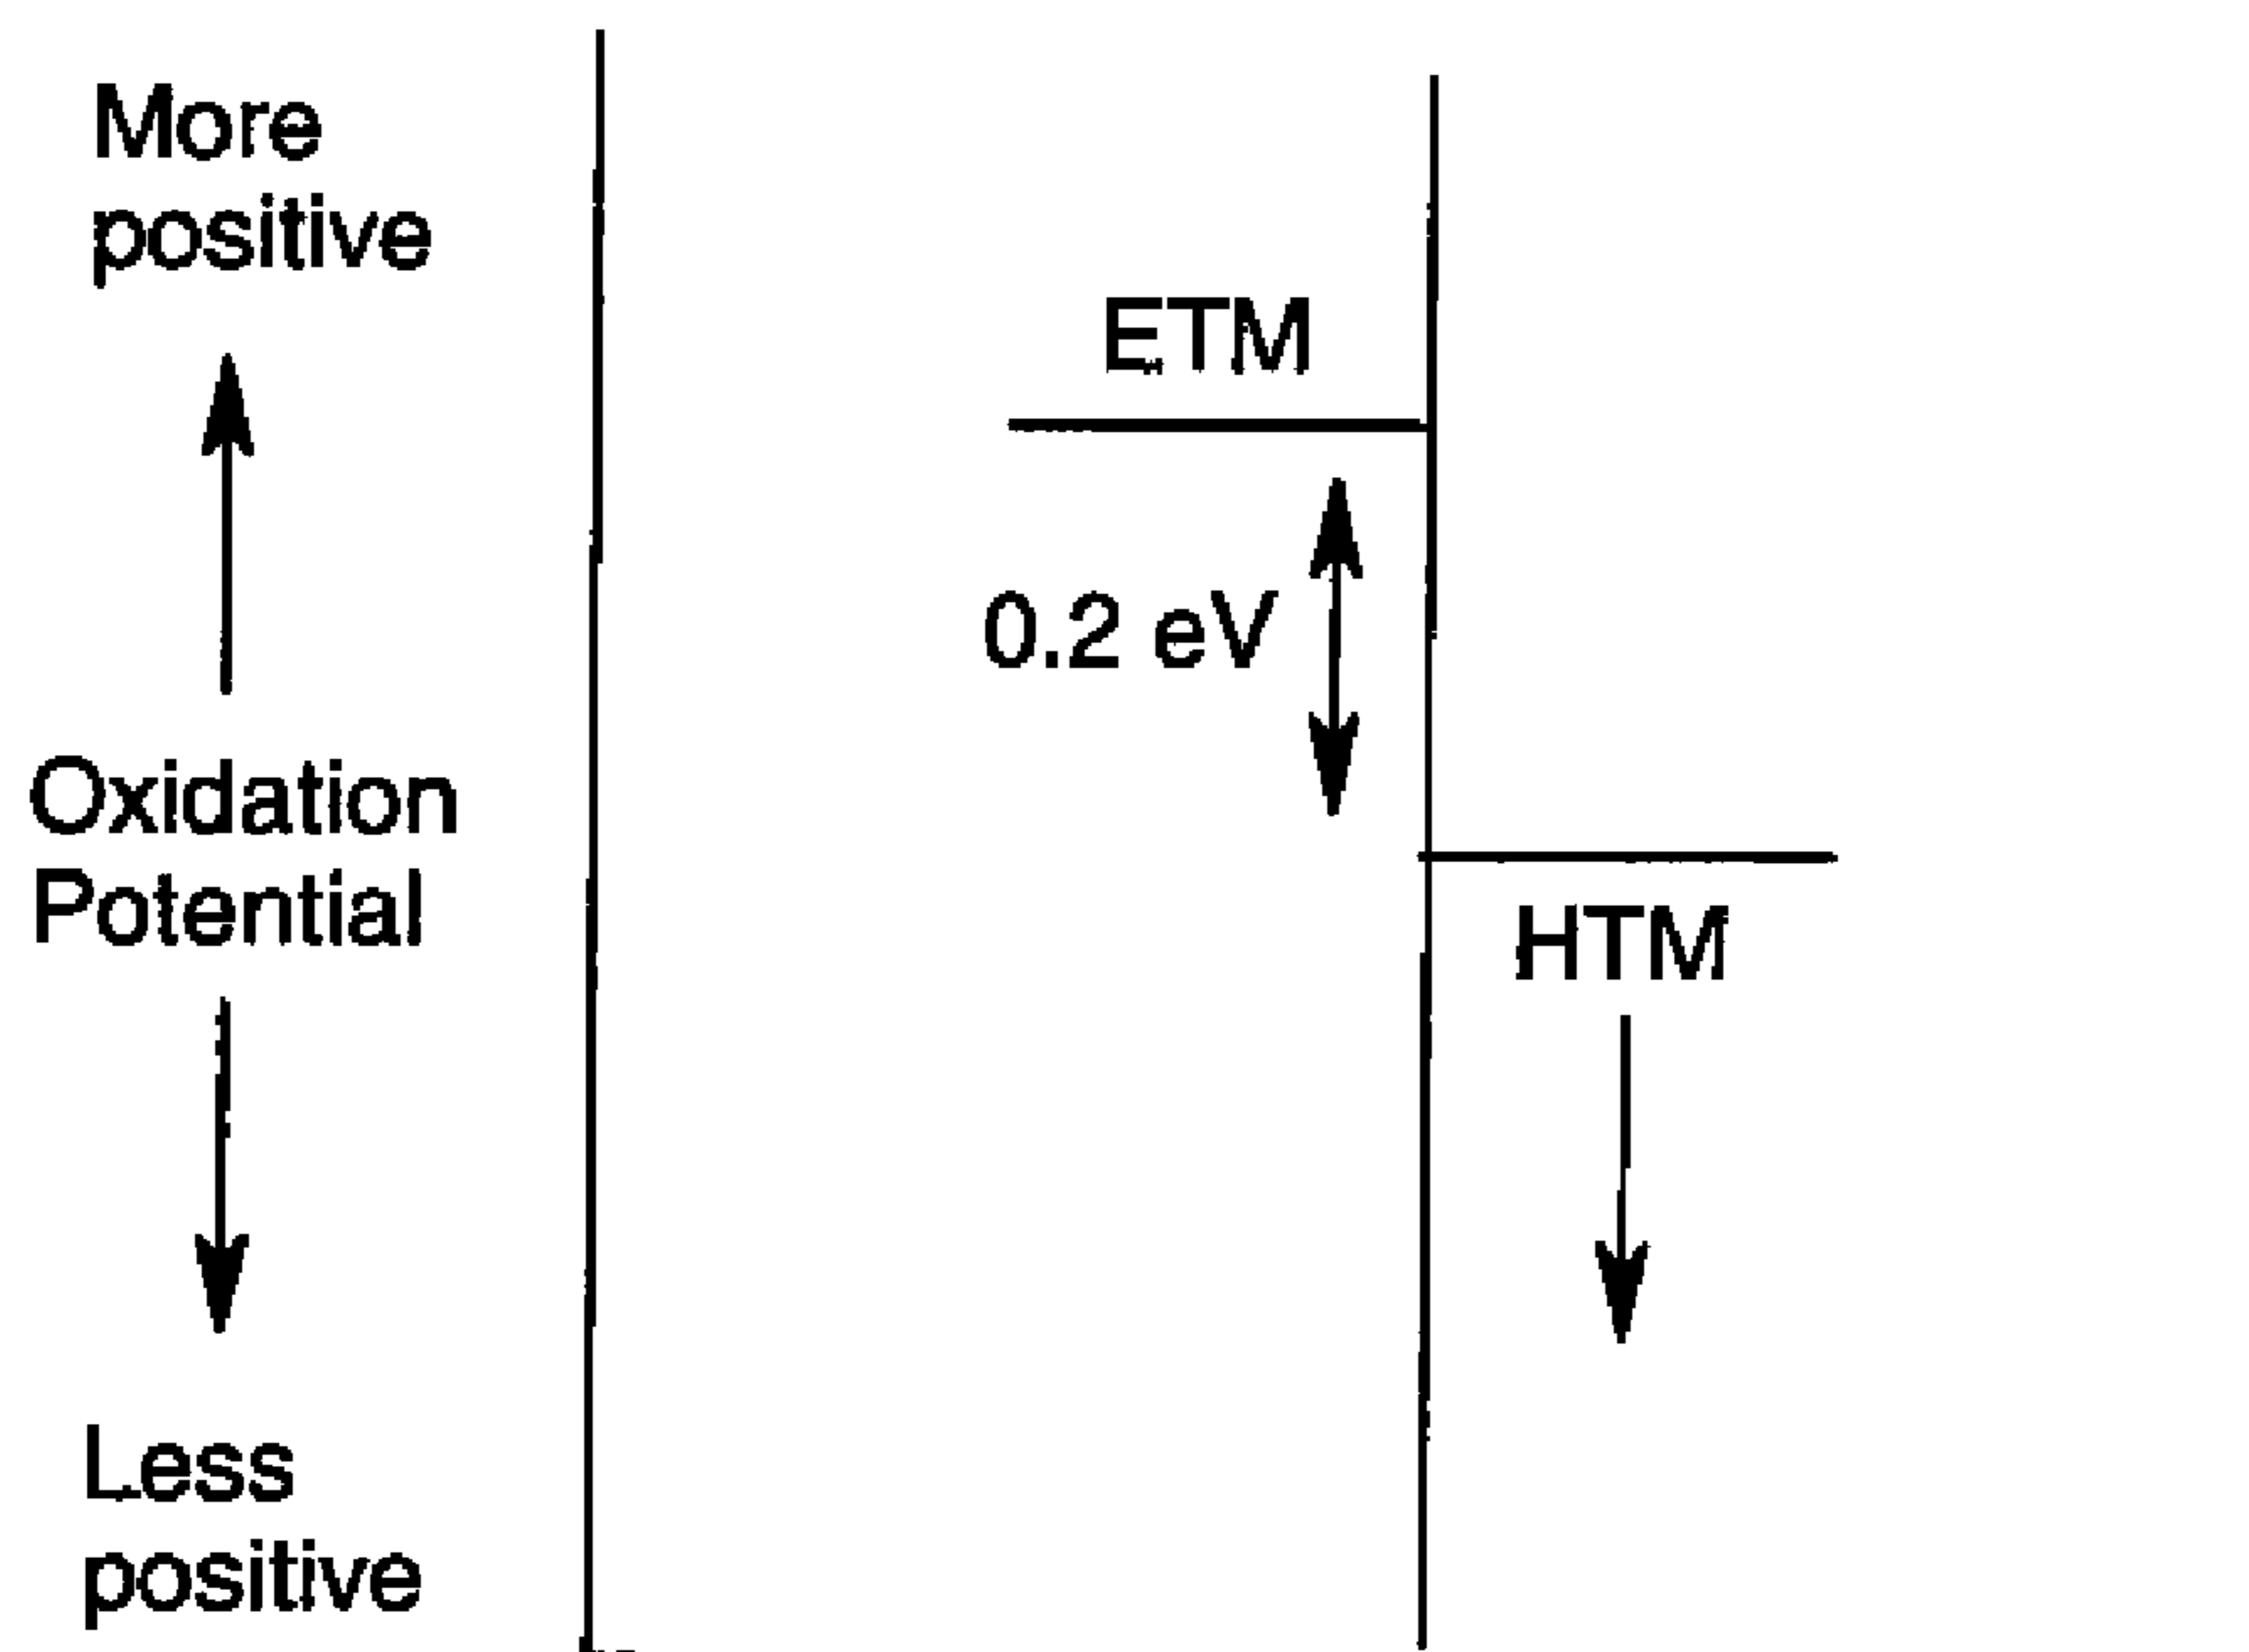 More
positive
ETM
0.2 eV
Oxidation
Potential
HTM
Less
positive